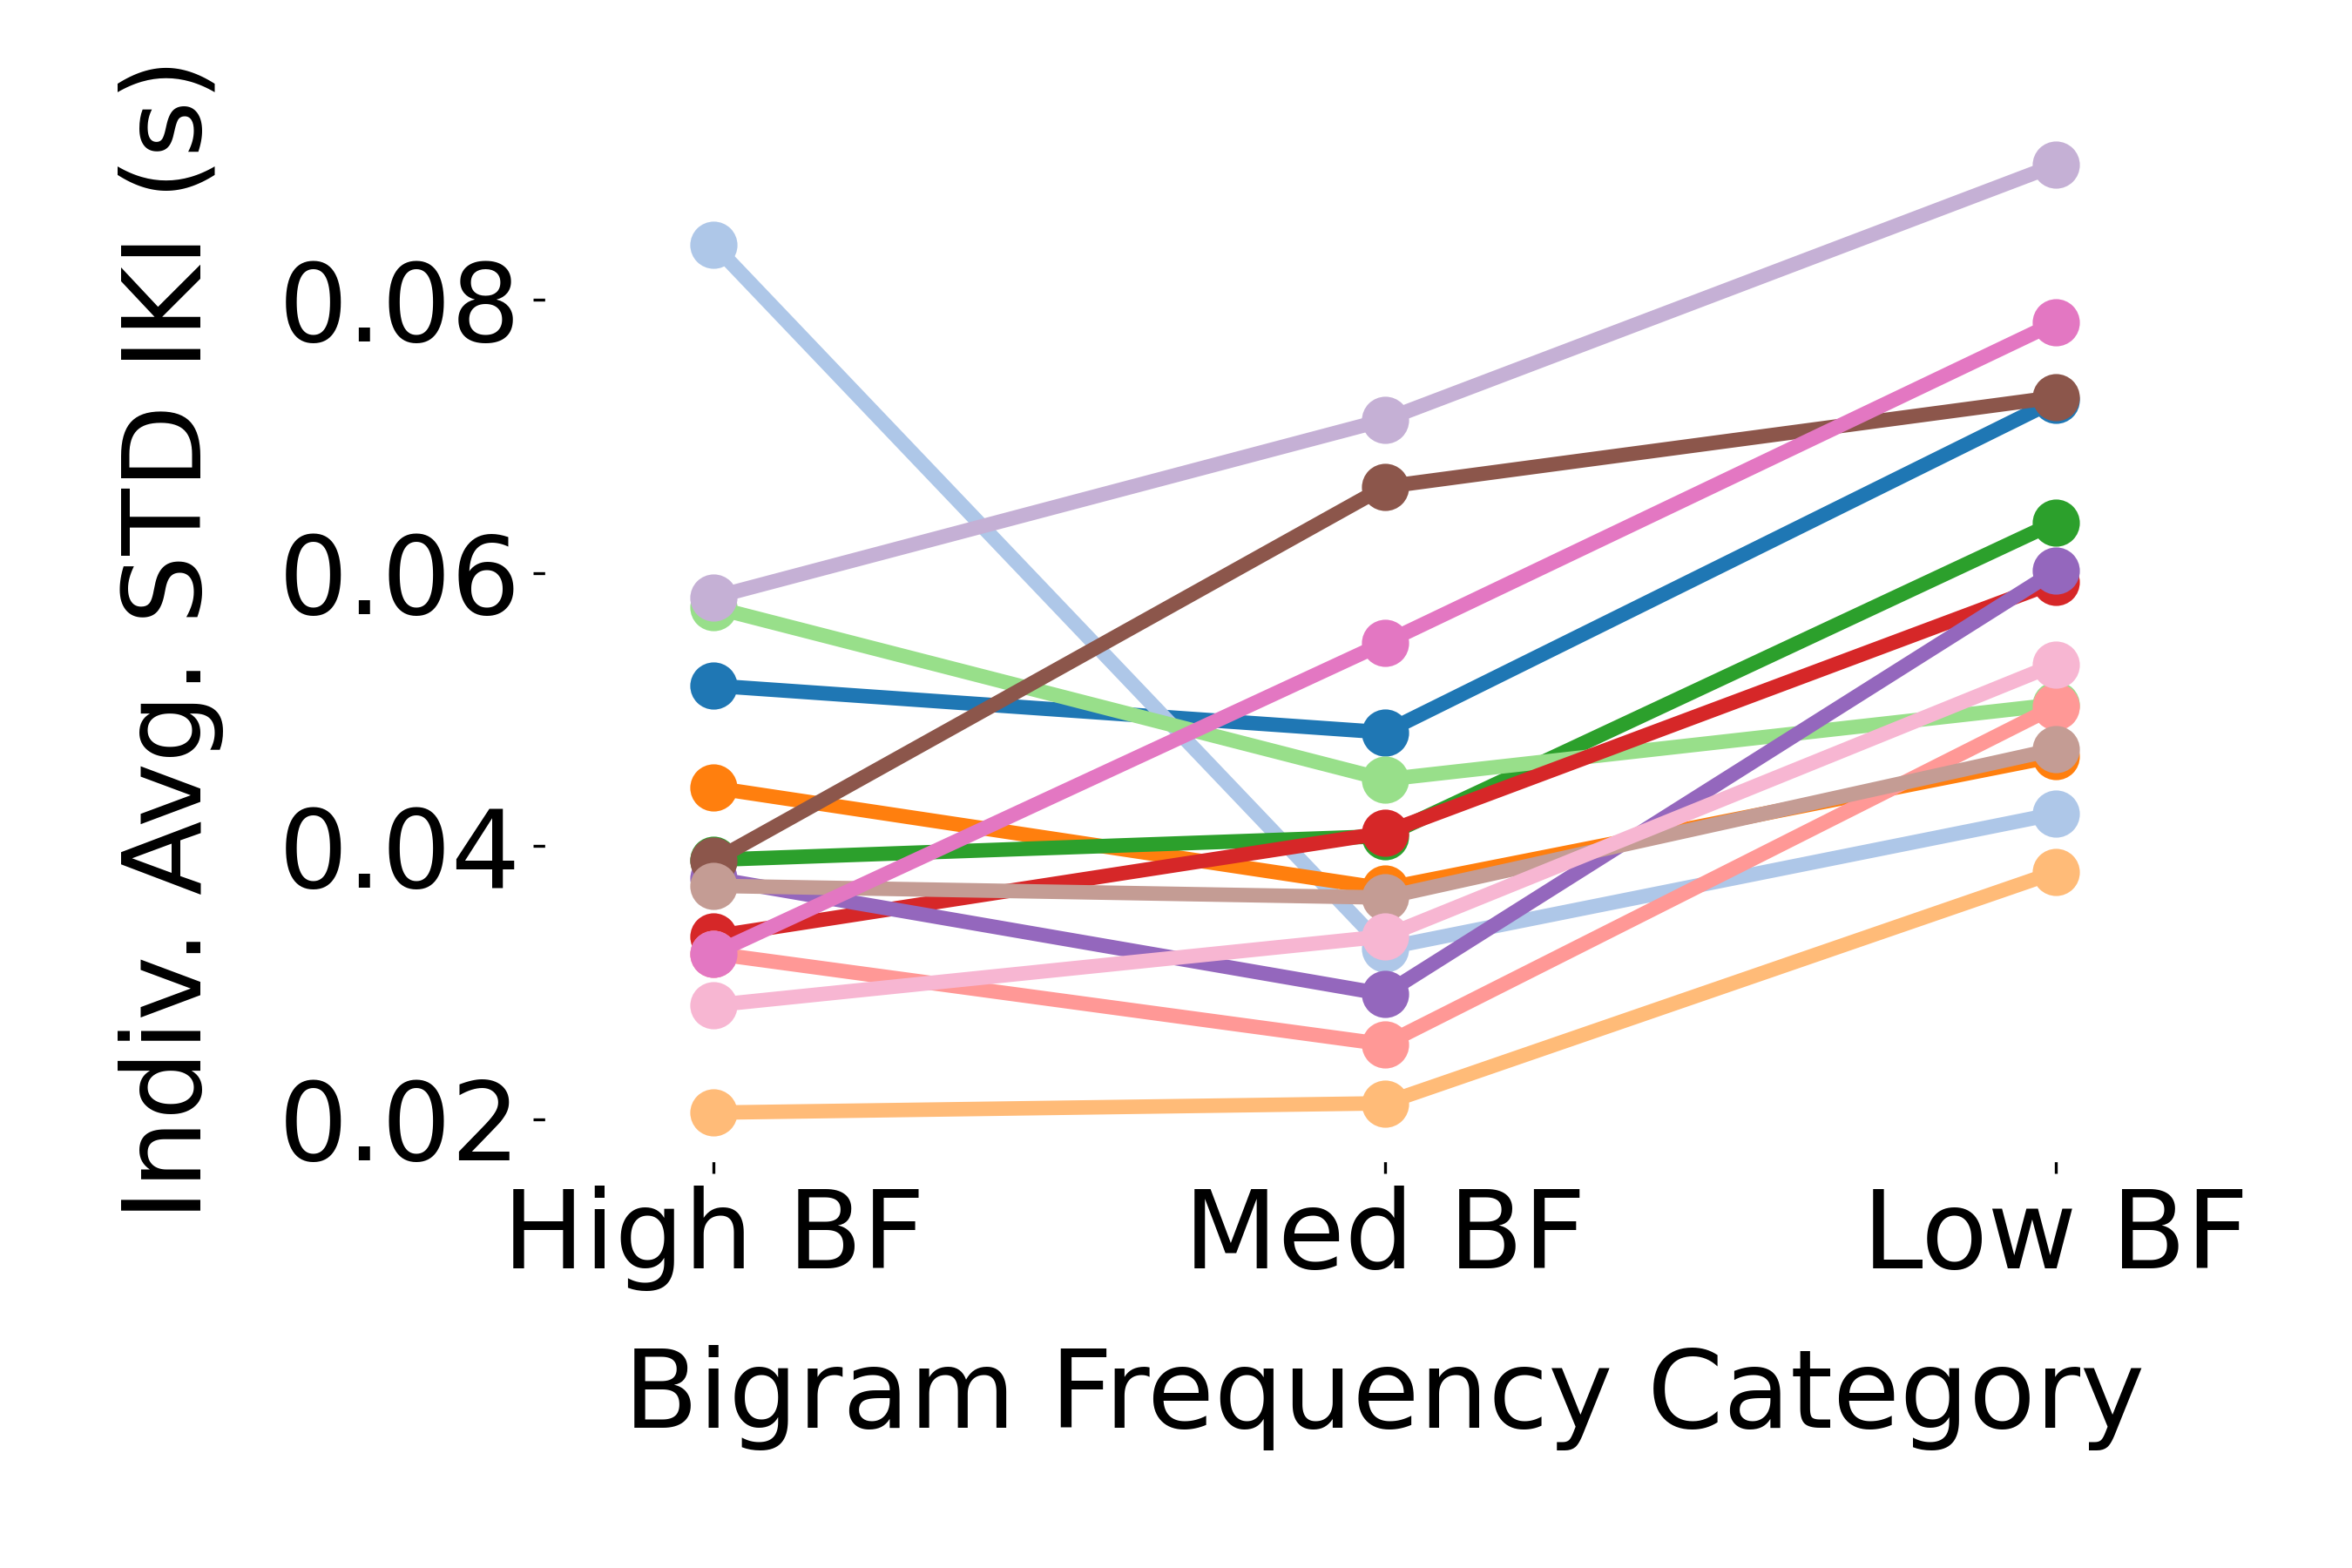 Indiv. Avg. STD IKI (s)
0.08
0.06
0.04
0.02
High BF
Med BF
Low BF
Bigram Frequency Category